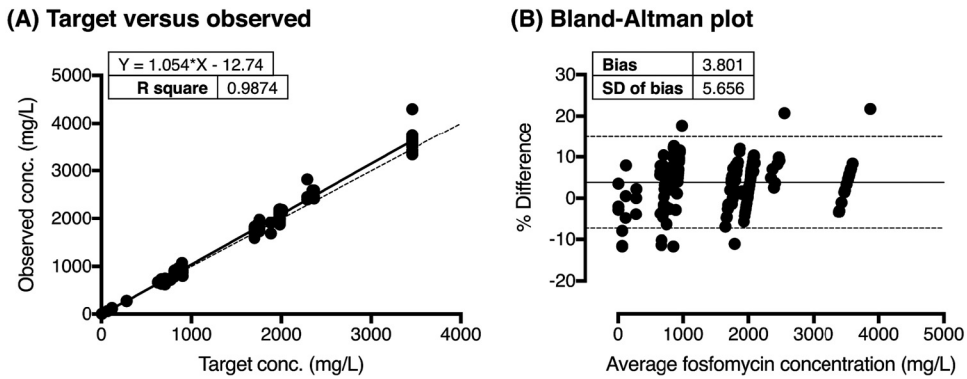 (A) Target versus observed
Y = 1.054*X - 12.74
R square 0.9874
Observed conc. (mg/L)
5000
4000
3000
2000
1000
0
0 1000 2000 3000 4000
Target conc. (mg/L)
(B) Bland-Altman plot
Bias 3.801
SD of bias 5.656
% Difference
30
20
10
0
-10
-20
0 1000 2000 3000 4000 5000
Average fosfomycin concentration (mg/L)